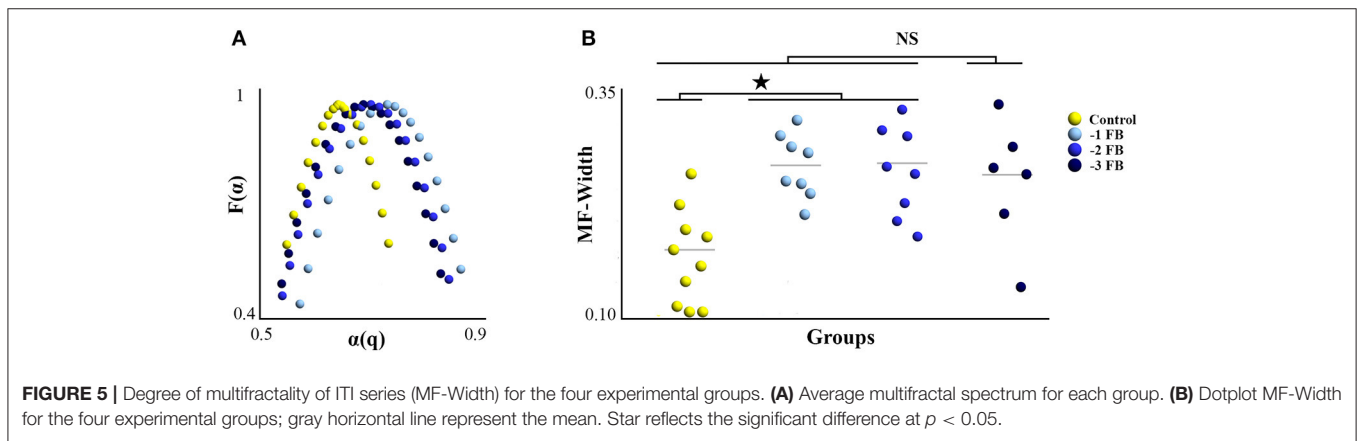 A
1
F(α)
0.4
0.5
0.9
α(q)
B
NS
★
0.35
MF-Width
0.10
Groups
Control
-1 FB
-2 FB
-3 FB
FIGURE 5 | Degree of multifractality of ITI series (MF-Width) for the four experimental groups. (A) Average multifractal spectrum for each group. (B) Dotplot MF-Width
for the four experimental groups; gray horizontal line represent the mean. Star reflects the significant difference at p < 0.05.